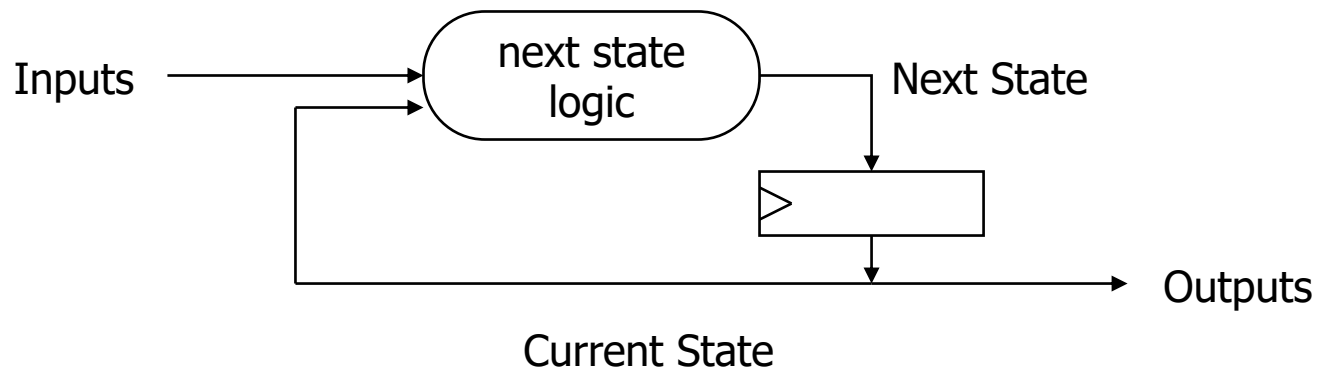 next state
logic
Inputs
Next State
Outputs
Current State